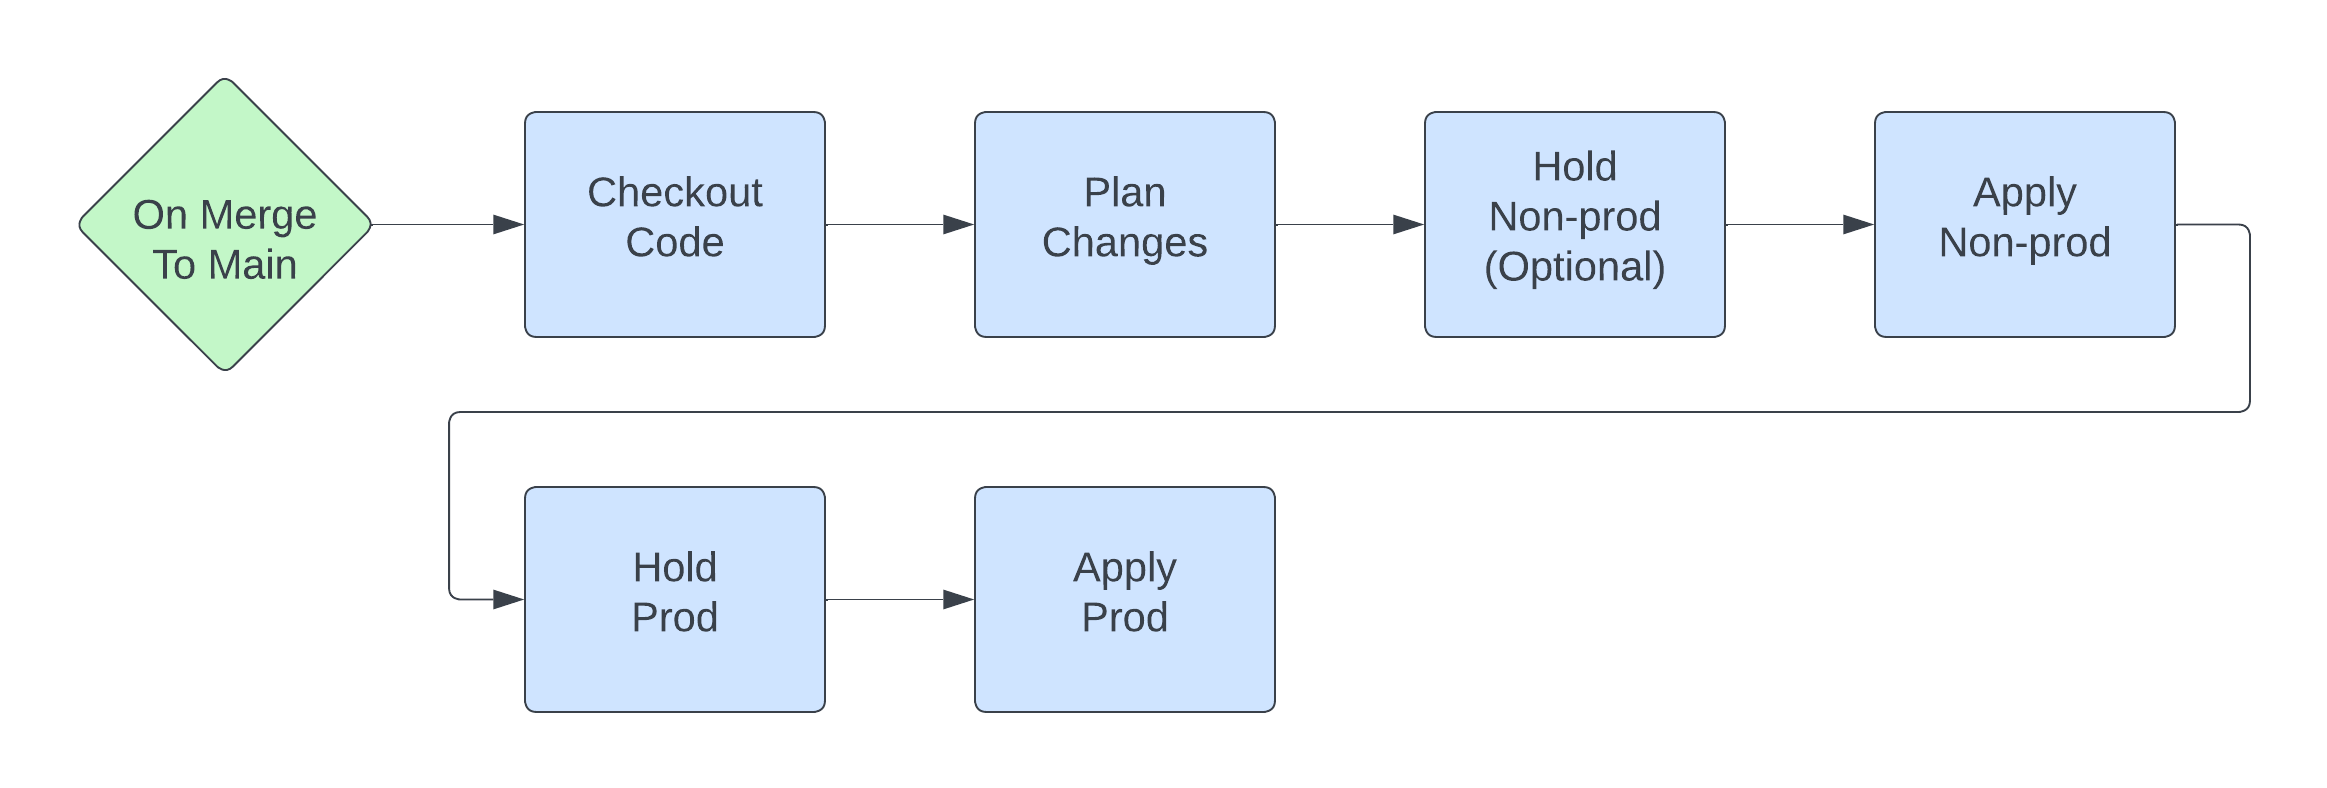 On Merge
To Main
Checkout
Code
Plan
Changes
Hold
Non-prod
(Optional)
Apply
Non-prod
Hold
Prod
Apply
Prod